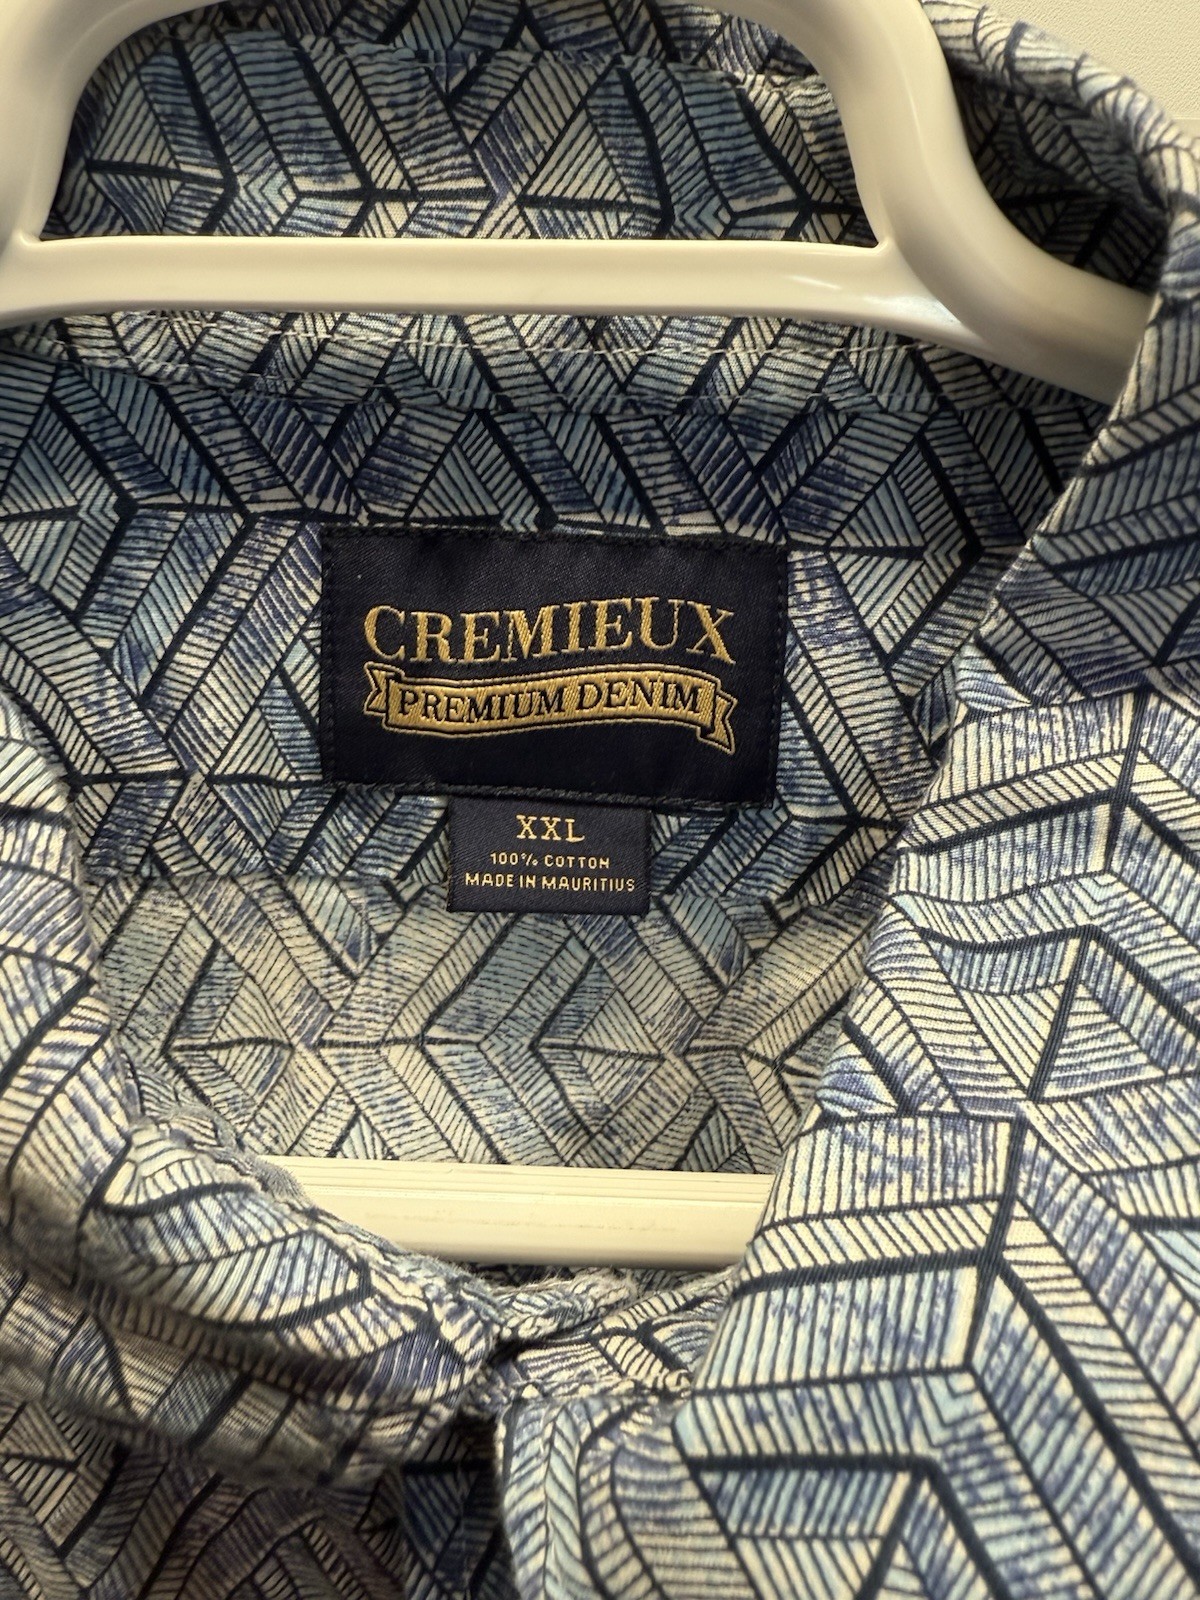 CREMIEUX
PREMIUM DENIM
XXL
100% COTTON
MADE IN MAURITIUS